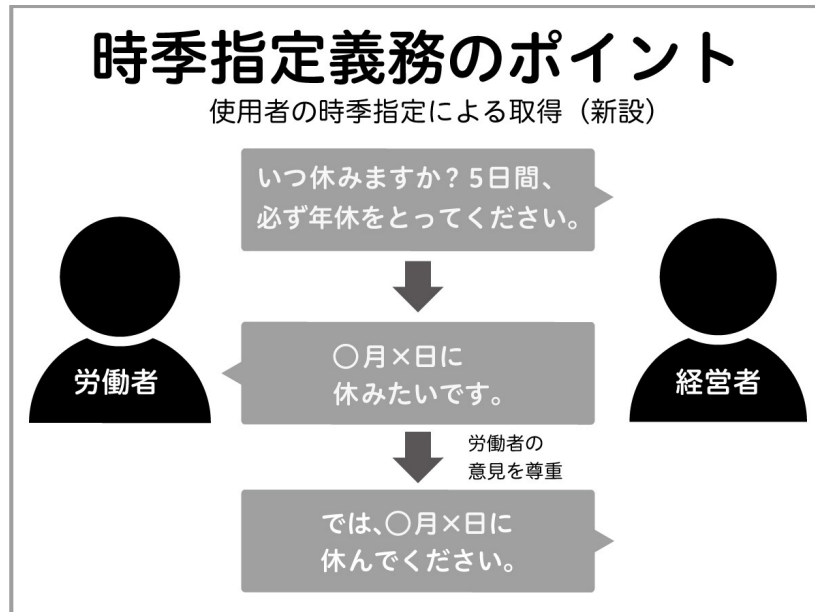 時季指定義務のポイント
使用者の時季指定による取得（新設）
いつ休みますか？5日間、
必ず年休をとってください。
労働者
経営者
○月×日に
休みたいです。
労働者の
意見を尊重
では、○月×日に
休んでください。